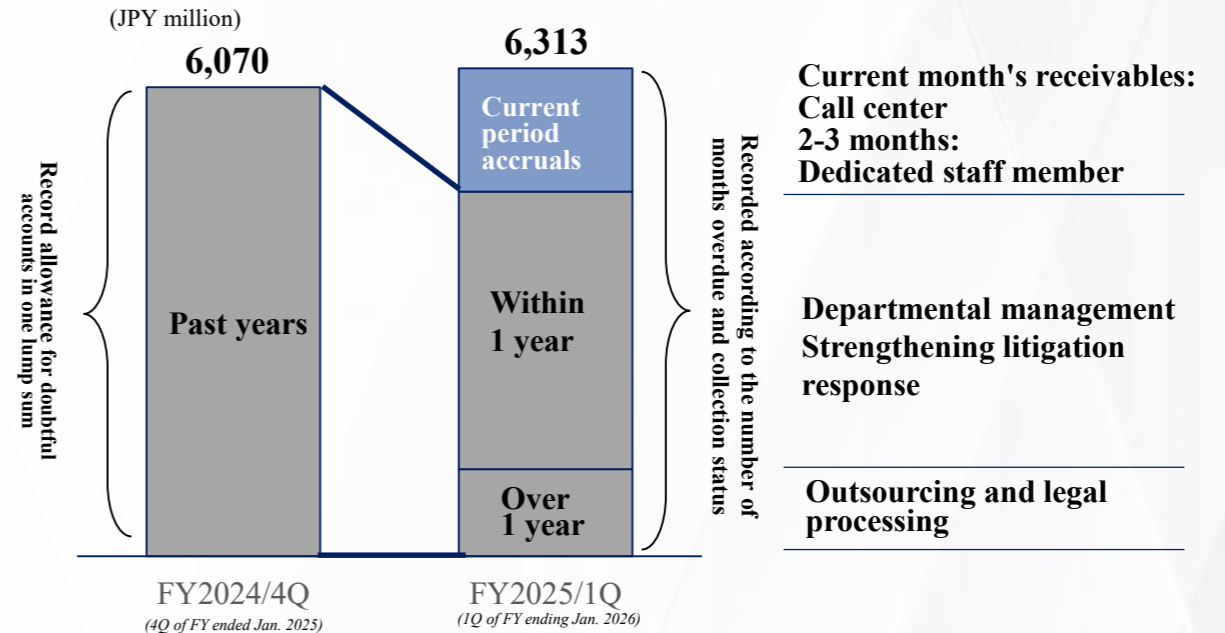 (JPY million)
6,070
6,313
Record allowance for doubtful
accounts in one lump sum
Past years
Current
period
accruals
Within
1 year
Over
1 year
Recorded according to the number of
months overdue and collection status
Current month's receivables:
Call center
2-3 months:
Dedicated staff member
Departmental management
Strengthening litigation
response
Outsourcing and legal
processing
FY2024/4Q
(4Q of FY ended Jan. 2025)
FY2025/1Q
(1Q of FY ending Jan. 2026)